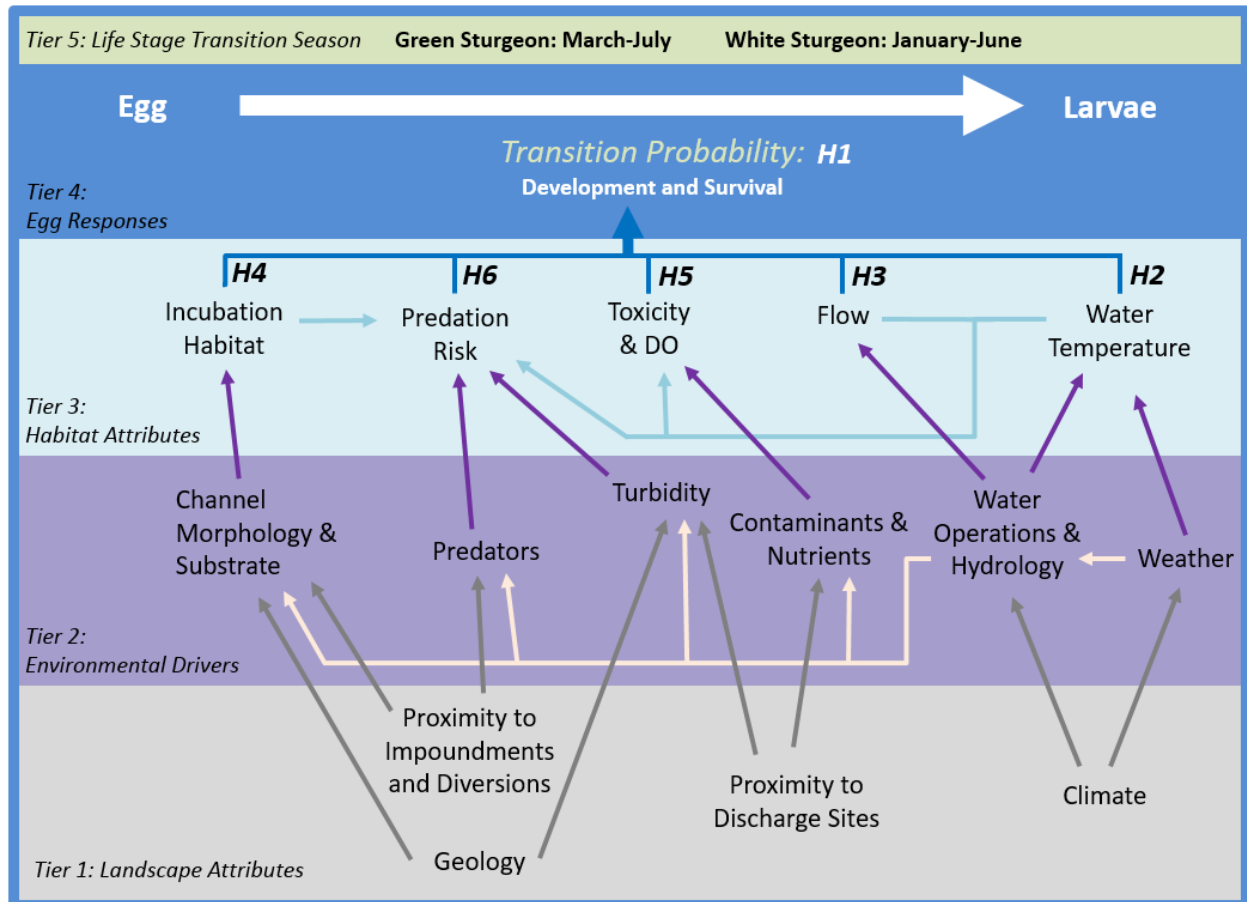 Tier 5: Life Stage Transition Season Green Sturgeon: March-July White Sturgeon: January-June
Egg
Larvae
Transition Probability: H1
Development and Survival
Tier 4:
Egg Responses
H4
H6
H5
H3
H2
Incubation
Habitat
Predation
Risk
Toxicity
& DO
Flow
Water
Temperature
Tier 3:
Habitat Attributes
Channel
Morphology &
Substrate
Predators
Turbidity
Contaminants &
Nutrients
Water
Operations &
Hydrology
Weather
Tier 2:
Environmental Drivers
Proximity to
Impoundments
and Diversions
Proximity to
Discharge Sites
Climate
Geology
Tier 1: Landscape Attributes